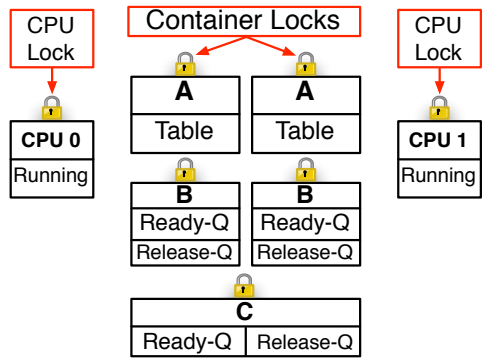 CPU
Lock
Container Locks
CPU
Lock
A
Table
A
Table
CPU 0
Running
CPU 1
Running
B
Ready-Q
Release-Q
B
Ready-Q
Release-Q
C
Ready-Q
Release-Q